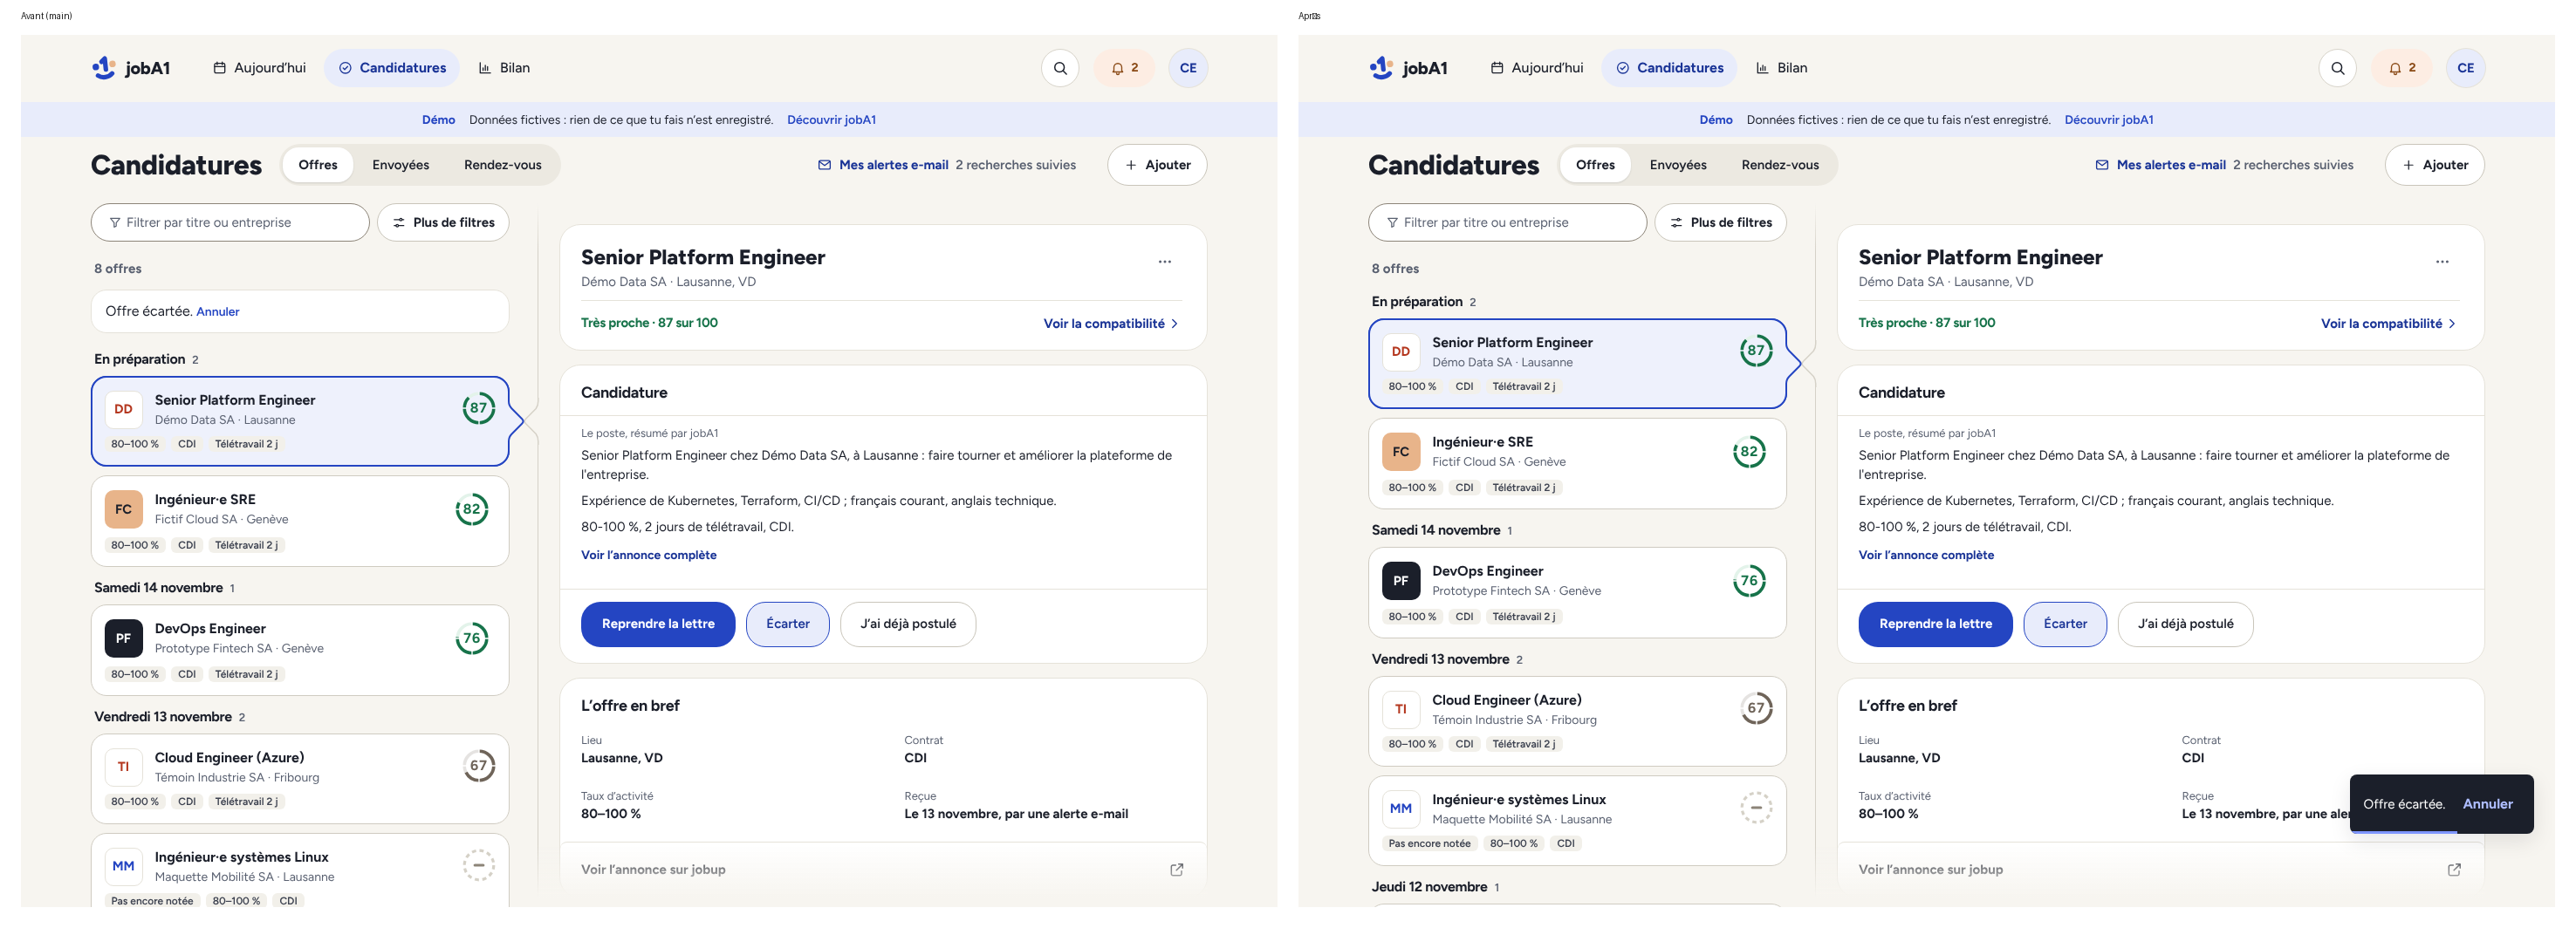 Avant (main)
jobA1
Aujourd'hui
Candidatures
Bilan
2
CE
Démo Données fictives : rien de ce que tu fais n'est enregistré. Découvrir jobA1
Candidatures
Offres
Envoyées
Rendez-vous
Mes alertes e-mail 2 recherches suivies
Ajouter
Filtrer par titre ou entreprise
Plus de filtres
8 offres
Offre écartée. Annuler
En préparation 2
DD
Senior Platform Engineer
Démo Data SA · Lausanne
80–100 % CDI Télétravail 2 j
87
FC
Ingénieur·e SRE
Fictif Cloud SA · Genève
80–100 % CDI Télétravail 2 j
82
Samedi 14 novembre 1
PF
DevOps Engineer
Prototype Fintech SA · Genève
80–100 % CDI Télétravail 2 j
76
Vendredi 13 novembre 2
TI
Cloud Engineer (Azure)
Témoin Industrie SA · Fribourg
80–100 % CDI Télétravail 2 j
67
MM
Ingénieur·e systèmes Linux
Maquette Mobilité SA · Lausanne
Pas encore notée 80–100 % CDI
Senior Platform Engineer
Démo Data SA · Lausanne, VD
Très proche · 87 sur 100
Voir la compatibilité
Candidature
Le poste, résumé par jobA1
Senior Platform Engineer chez Démo Data SA, à Lausanne : faire tourner et améliorer la plateforme de
l'entreprise.
Expérience de Kubernetes, Terraform, CI/CD ; français courant, anglais technique.
80-100 %, 2 jours de télétravail, CDI.
Voir l'annonce complète
Reprendre la lettre
Écarter
J'ai déjà postulé
L'offre en bref
Lieu
Lausanne, VD
Contrat
CDI
Taux d'activité
80–100 %
Reçue
Le 13 novembre, par une alerte e-mail
Voir l'annonce sur jobup
jobA1
Aujourd'hui
Candidatures
Bilan
2
CE
Démo Données fictives : rien de ce que tu fais n'est enregistré. Découvrir jobA1
Candidatures
Offres
Envoyées
Rendez-vous
Mes alertes e-mail 2 recherches suivies
Ajouter
Filtrer par titre ou entreprise
Plus de filtres
8 offres
En préparation 2
DD
Senior Platform Engineer
Démo Data SA · Lausanne
80–100 % CDI Télétravail 2 j
87
FC
Ingénieur·e SRE
Fictif Cloud SA · Genève
80–100 % CDI Télétravail 2 j
82
Samedi 14 novembre 1
PF
DevOps Engineer
Prototype Fintech SA · Genève
80–100 % CDI Télétravail 2 j
76
Vendredi 13 novembre 2
TI
Cloud Engineer (Azure)
Témoin Industrie SA · Fribourg
80–100 % CDI Télétravail 2 j
67
MM
Ingénieur·e systèmes Linux
Maquette Mobilité SA · Lausanne
Pas encore notée 80–100 % CDI
Jeudi 12 novembre 1
Senior Platform Engineer
Démo Data SA · Lausanne, VD
Très proche · 87 sur 100
Voir la compatibilité
Candidature
Le poste, résumé par jobA1
Senior Platform Engineer chez Démo Data SA, à Lausanne : faire tourner et améliorer la plateforme de
l'entreprise.
Expérience de Kubernetes, Terraform, CI/CD ; français courant, anglais technique.
80-100 %, 2 jours de télétravail, CDI.
Voir l'annonce complète
Reprendre la lettre
Écarter
J'ai déjà postulé
L'offre en bref
Lieu
Lausanne, VD
Contrat
CDI
Taux d'activité
80–100 %
Reçue
Le 13 novembre, par une
Offre écartée. Annuler
Voir l'annonce sur jobup